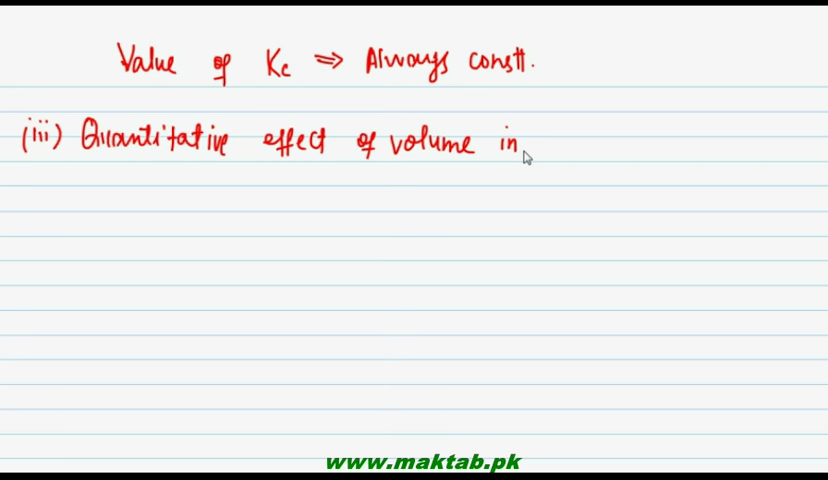 Value of Kc ⇒ Always constt.
(iii) Quantitative effect of volume in
www.maktab.pk